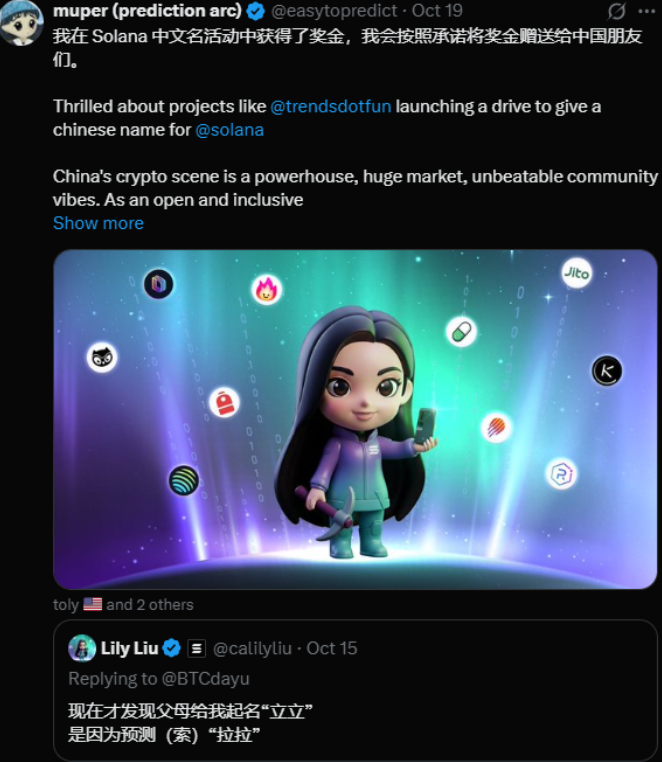 muper (prediction arc) @easytopredict · Oct 19
我在 Solana 中文名活动中获得了奖金，我会按照承诺将奖金赠送给中国朋友
们。
Thrilled about projects like @trendsdotfun launching a drive to give a
chinese name for @solana
China's crypto scene is a powerhouse, huge market, unbeatable community
vibes. As an open and inclusive
Show more
Jito
toly 🇺🇸 and 2 others
Lily Liu @calilyliu · Oct 15
Replying to @BTCdayu
现在才发现父母给我起名“立立”
是因为预测（索）“拉拉”